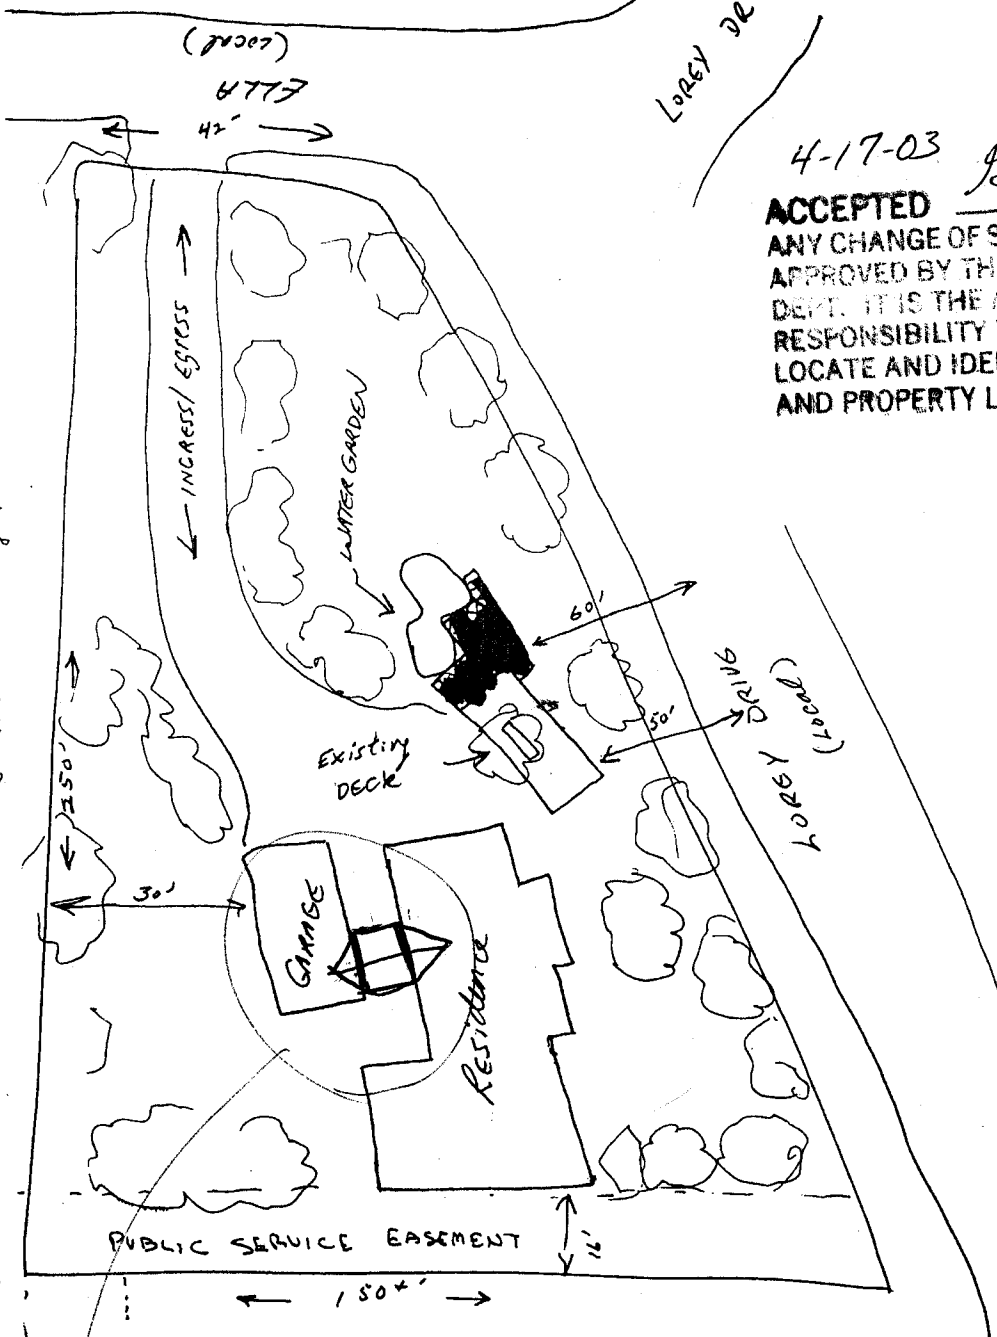 (Local)
ELLA
42'
LOREY DR
4-17-03
ACCEPTED
ANY CHANGE OF S
APPROVED BY TH
DEPT. IT IS THE A
RESPONSIBILITY
LOCATE AND IDE
AND PROPERTY L
← INGRESS/EGRESS →
WATER GARDEN
60'
50'
LOREY DRIVE
(Local)
Existing
DECK
30'
GARAGE
Residence
PUBLIC SERVICE EASEMENT
16'
150+'